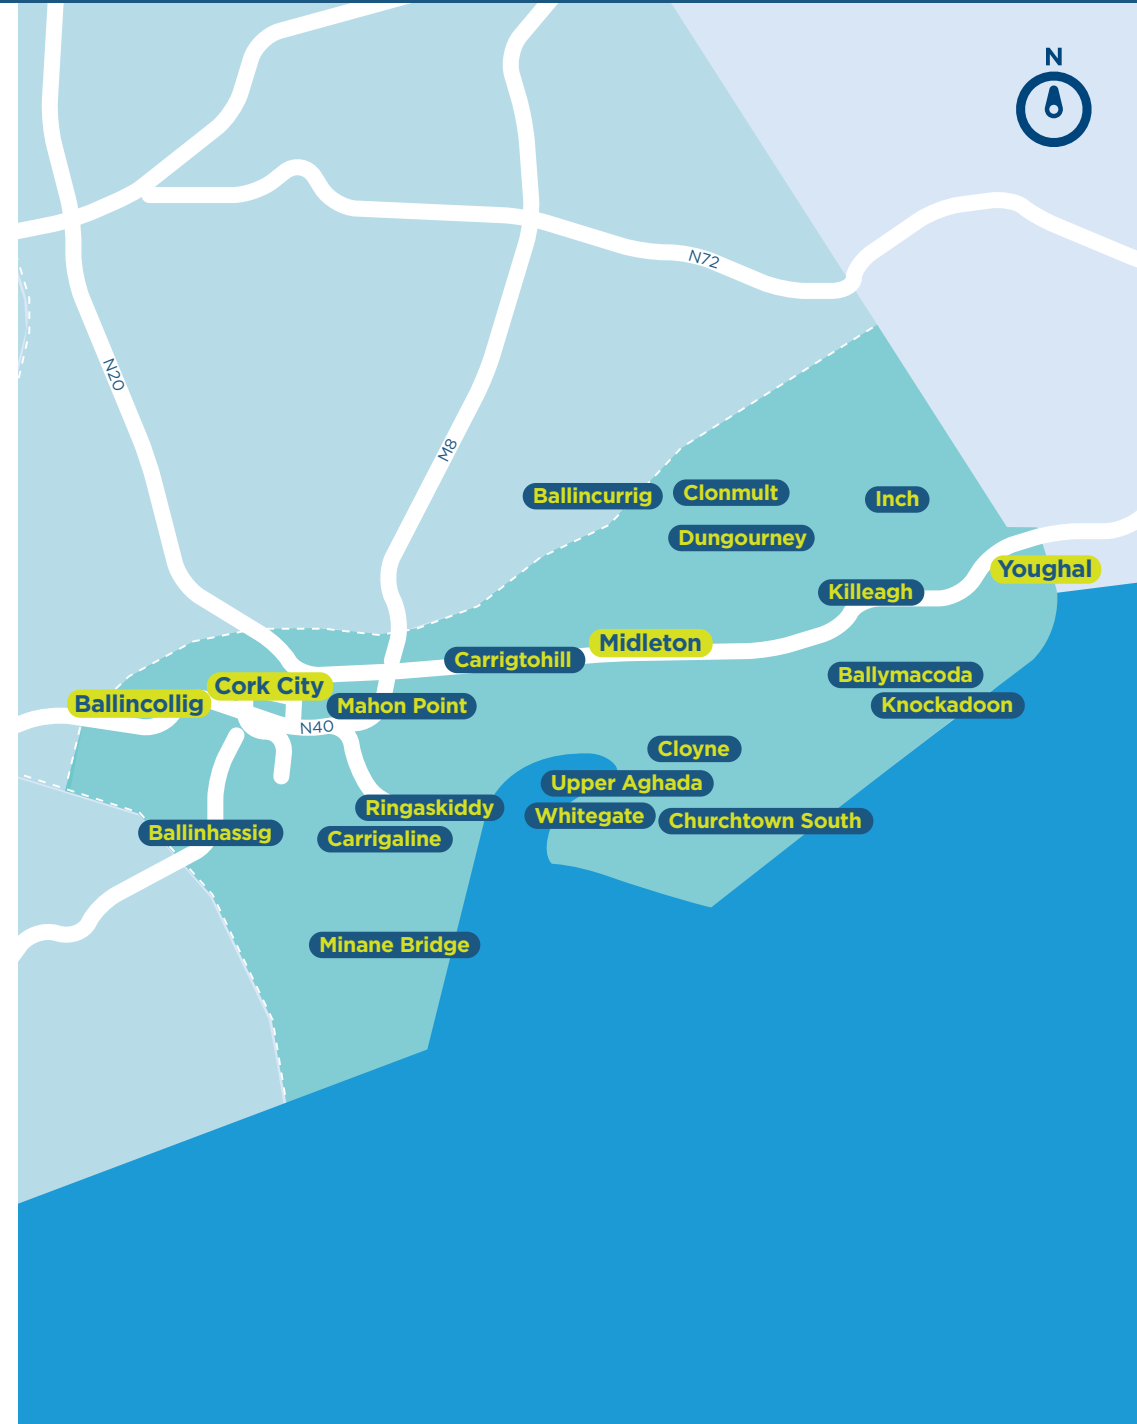 N
N72
N20
M8
Ballincurrig
Clonmult
Inch
Dungourney
Youghal
Killeagh
Midleton
Carrigtohill
Ballymacoda
Cork City
Ballincollig
Mahon Point
Knockadoon
N40
Cloyne
Upper Aghada
Ringaskiddy
Whitegate
Churchtown South
Ballinhassig
Carrigaline
Minane Bridge